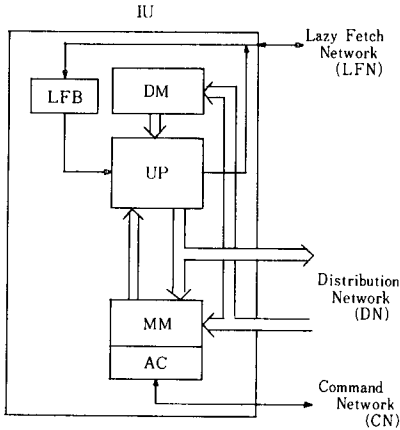 IU
Lazy Fetch
Network
(LFN)
LFB
DM
UP
Distribution
Network
(DN)
MM
AC
Command
Network
(CN)